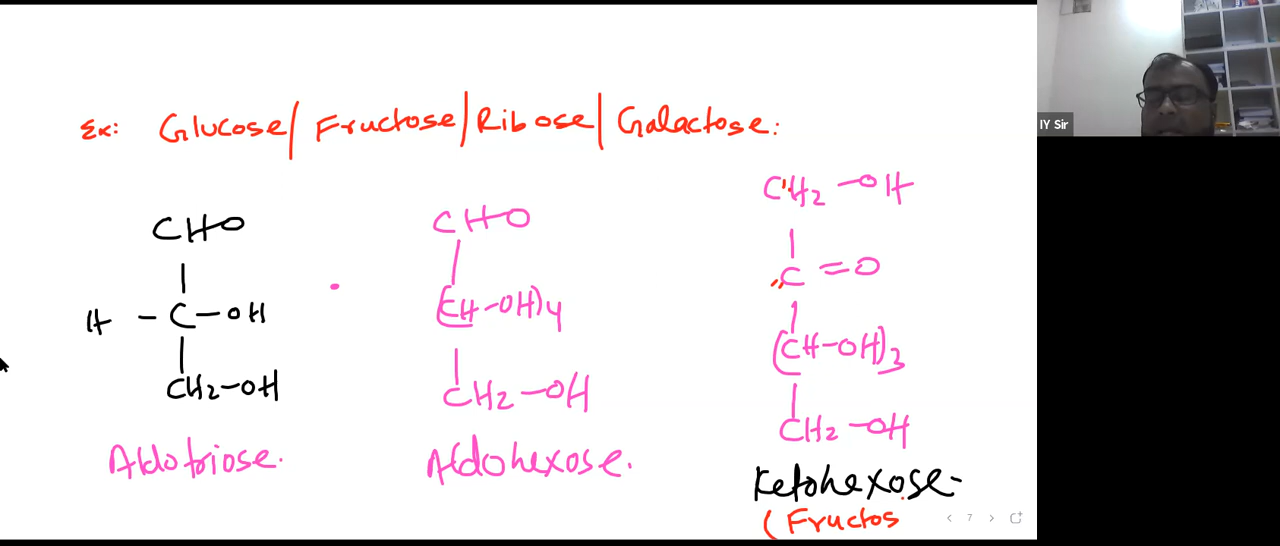 Ex: Glucose/ Fructose/ Ribose/ Galactose:
CHO
H - C - OH
CH2-OH
Aldotriose.
CHO
(CH-OH)4
CH2-OH
Aldohexose.
CH2-OH
C=O
(CH-OH)3
CH2-OH
Ketohexose-
(Fructos
IY Sir
< 7 >